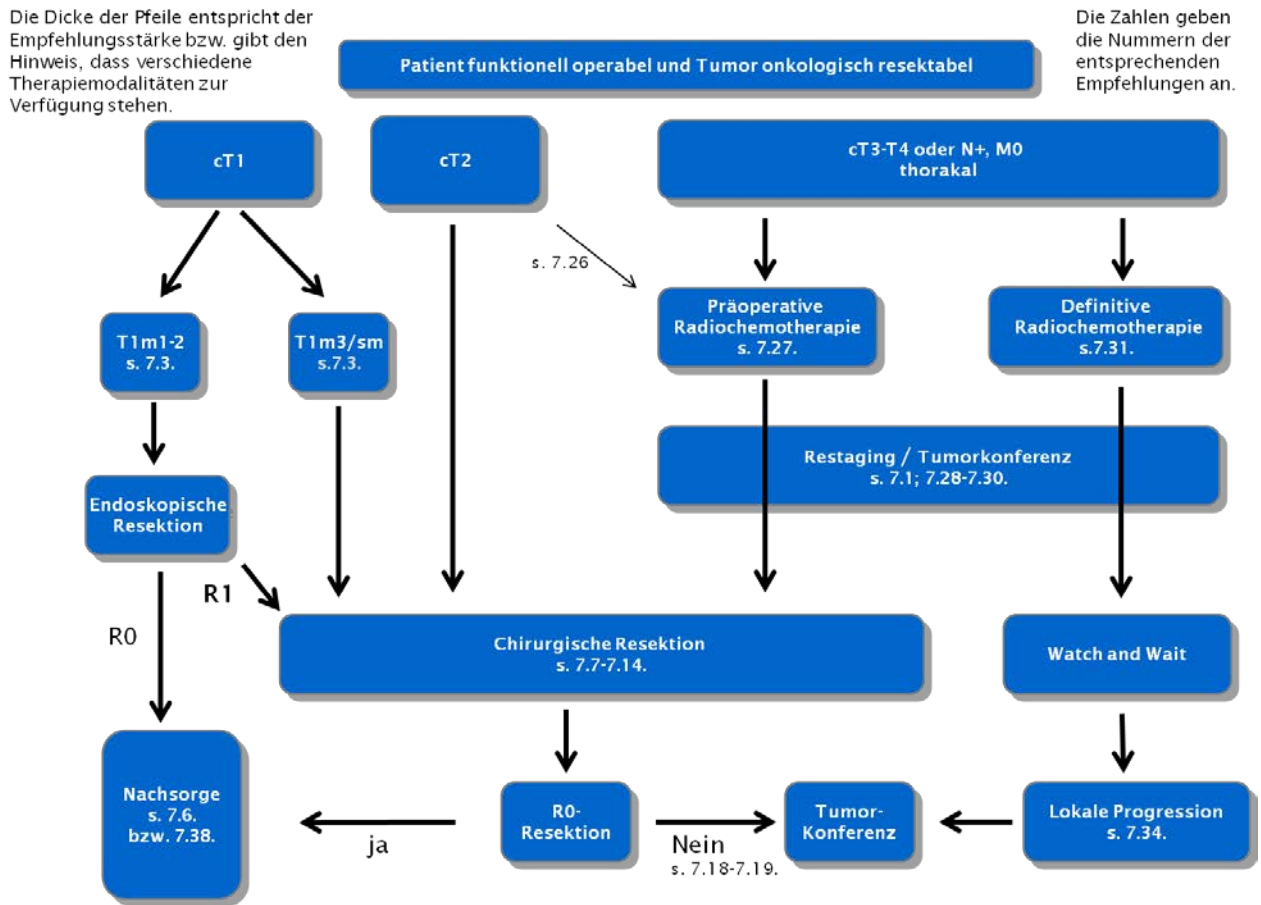 Die Dicke der Pfeile entspricht der
Empfehlungsstärke bzw. gibt den
Hinweis, dass verschiedene
Therapiemodalitäten zur
Verfügung stehen.
Patient funktionell operabel und Tumor onkologisch resektabel
Die Zahlen geben
die Nummern der
entsprechenden
Empfehlungen an.
cT1
cT2
cT3-T4 oder N+, M0
thorakal
s. 7.26
T1m1-2
s. 7.3.
T1m3/sm
s.7.3.
Präoperative
Radiochemotherapie
s. 7.27.
Definitive
Radiochemotherapie
s.7.31.
Restaging / Tumorkonferenz
s. 7.1; 7.28-7.30.
Endoskopische
Resektion
R1
R0
Chirurgische Resektion
s. 7.7-7.14.
Watch and Wait
Nachsorge
s. 7.6.
bzw. 7.38.
ja
R0-
Resektion
Nein
s. 7.18-7.19.
Tumor-
Konferenz
Lokale Progression
s. 7.34.